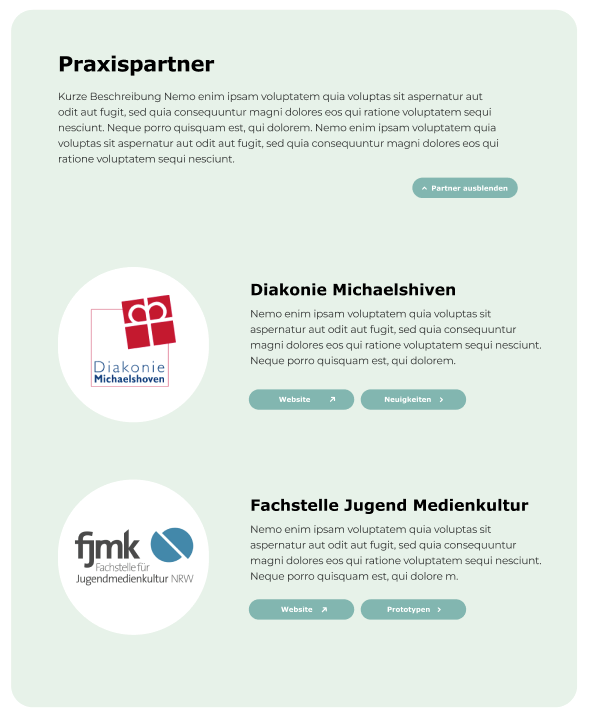 Praxispartner
Kurze Beschreibung Nemo enim ipsam voluptatem quia voluptas sit aspernatur aut
odit aut fugit, sed quia consequuntur magni dolores eos qui ratione voluptatem sequi
nesciunt. Neque porro quisquam est, qui dolorem. Nemo enim ipsam voluptatem quia
voluptas sit aspernatur aut odit aut fugit, sed quia consequuntur magni dolores eos qui
ratione voluptatem sequi nesciunt.
Partner ausblenden
Diakonie
Michaelshoven
Diakonie Michaelshiven
Nemo enim ipsam voluptatem quia voluptas sit
aspernatur aut odit aut fugit, sed quia consequuntur
magni dolores eos qui ratione voluptatem sequi nesciunt.
Neque porro quisquam est, qui dolorem.
Website
Neuigkeiten
fjmk
Fachstelle für
Jugendmedienkultur NRW
Fachstelle Jugend Medienkultur
Nemo enim ipsam voluptatem quia voluptas sit
aspernatur aut odit aut fugit, sed quia consequuntur
magni dolores eos qui ratione voluptatem sequi nesciunt.
Neque porro quisquam est, qui dolore m.
Website
Prototypen